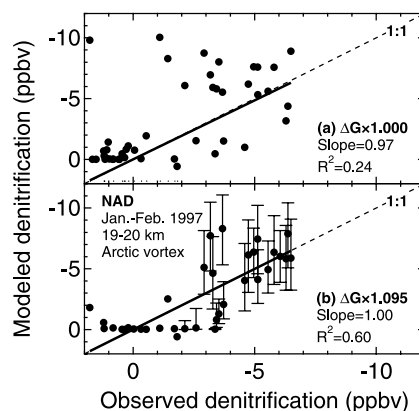 -10
-5
0
1:1
(a) ΔG×1.000
Slope=0.97
R²=0.24
Modeled denitrification (ppbv)
-10
-5
0
NAD
Jan.-Feb. 1997
19-20 km
Arctic vortex
1:1
(b) ΔG×1.095
Slope=1.00
R²=0.60
0 -5 -10
Observed denitrification (ppbv)